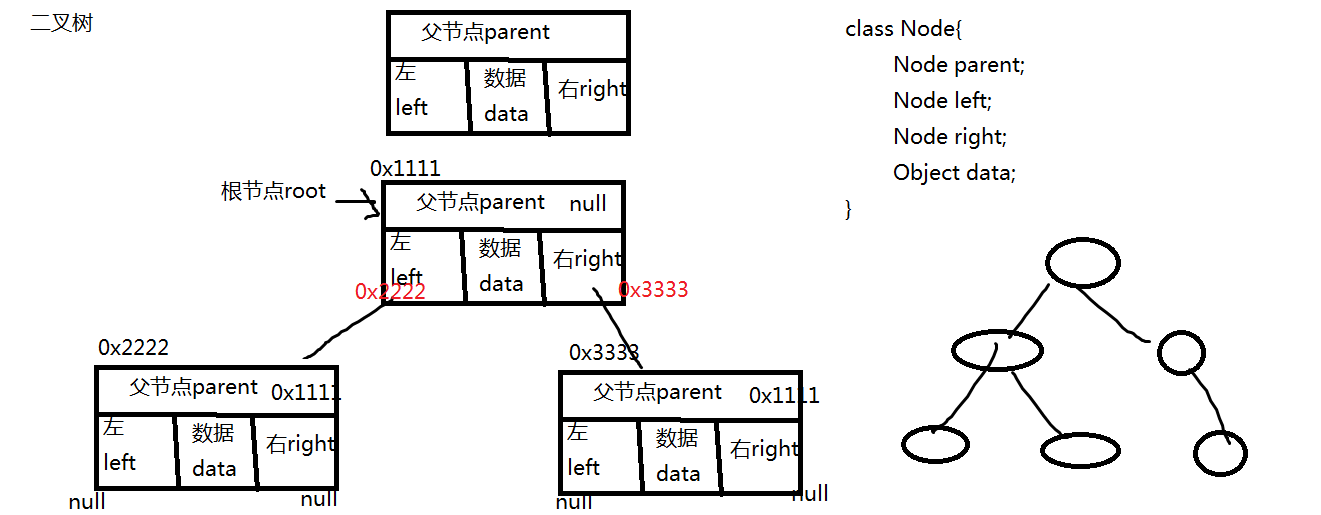 二叉树
父节点parent
左
left
数据
data
右right
class Node{
Node parent;
Node left;
Node right;
Object data;
}
0x1111
根节点root
父节点parent null
左
left
数据
data
右right
0x2222
0x3333
0x2222
父节点parent 0x1111
左
left
数据
data
右right
null
null
0x3333
父节点parent 0x1111
左
left
数据
data
右right
null
null